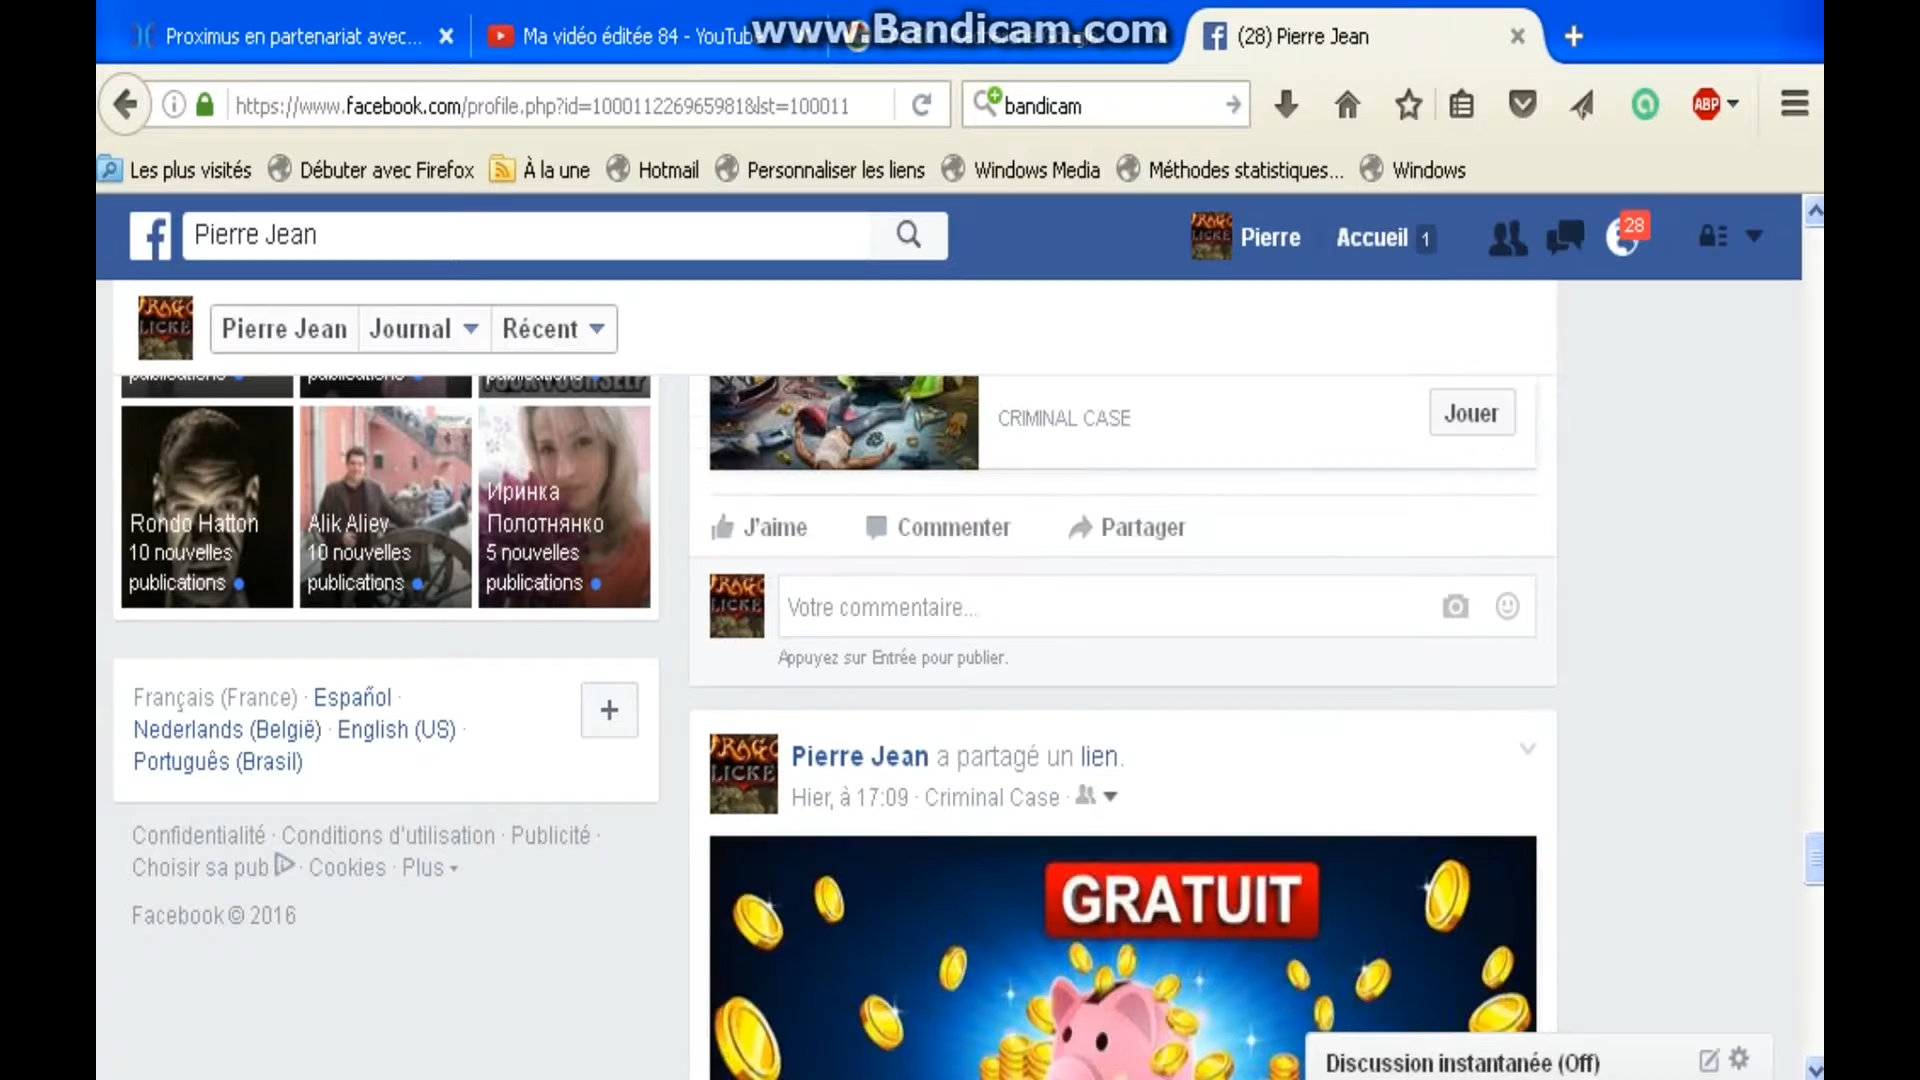 www.Bandicam.com
Proximus en partenariat avec...
Ma vidéo éditée 84 - YouTube
(28) Pierre Jean
https://www.facebook.com/profile.php?id=100011226965981&lst=100011
bandicam
ABP
Les plus visités
Débuter avec Firefox
À la une
Hotmail
Personnaliser les liens
Windows Media
Méthodes statistiques...
Windows
Pierre Jean
Pierre
Accueil 1
28
Pierre Jean
Journal
Récent
publications
publications
publications
Rondo Hatton
10 nouvelles
publications
Alik Aliev
10 nouvelles
publications
Иринка
Полотнянко
5 nouvelles
publications
CRIMINAL CASE
Jouer
J'aime
Commenter
Partager
Votre commentaire...
Appuyez sur Entrée pour publier.
Français (France) · Español ·
Nederlands (België) · English (US) ·
Português (Brasil)
+
Confidentialité · Conditions d'utilisation · Publicité ·
Choisir sa pub · Cookies · Plus
Facebook © 2016
Pierre Jean a partagé un lien.
Hier, à 17:09 · Criminal Case ·
GRATUIT
Discussion instantanée (Off)